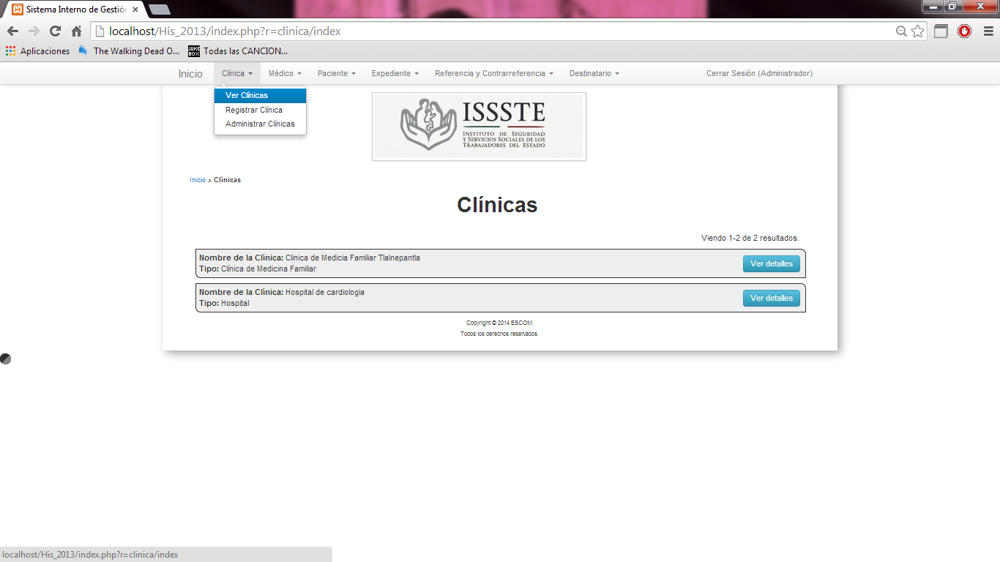 Sistema Interno de Gestión
localhost/His_2013/index.php?r=clinica/index
Aplicaciones The Walking Dead O... JUKE BOX Todas las CANCION...
Inicio Clínica Médico Paciente Expediente Referencia y Contrarreferencia Destinatario Cerrar Sesión (Administrador)
Ver Clínicas
Registrar Clínica
Administrar Clínicas
ISSSTE
INSTITUTO DE SEGURIDAD
Y SERVICIOS SOCIALES DE LOS
TRABAJADORES DEL ESTADO
Inicio » Clínicas
Clínicas
Viendo 1-2 de 2 resultados.
Nombre de la Clínica: Clinica de Medicia Familiar Tlalnepantla
Tipo: Clínica de Medicina Familiar
Ver detalles
Nombre de la Clínica: Hospital de cardiologia
Tipo: Hospital
Ver detalles
Copyright © 2014 ESCOM.
Todos los derechos reservados.
localhost/His_2013/index.php?r=clinica/index